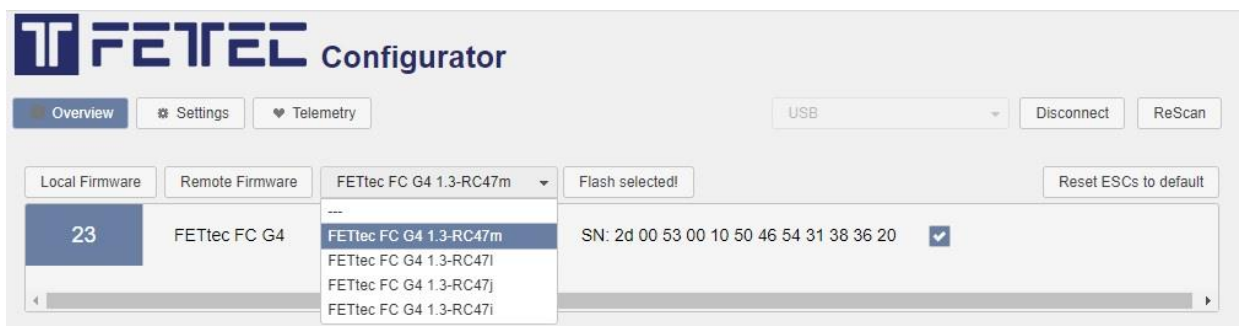 FETTEC Configurator
Overview Settings Telemetry USB Disconnect ReScan
Local Firmware Remote Firmware FETtec FC G4 1.3-RC47m Flash selected! Reset ESCs to default
---
23 FETtec FC G4 FETtec FC G4 1.3-RC47m SN: 2d 00 53 00 10 50 46 54 31 38 36 20
FETtec FC G4 1.3-RC47l
FETtec FC G4 1.3-RC47j
FETtec FC G4 1.3-RC47i